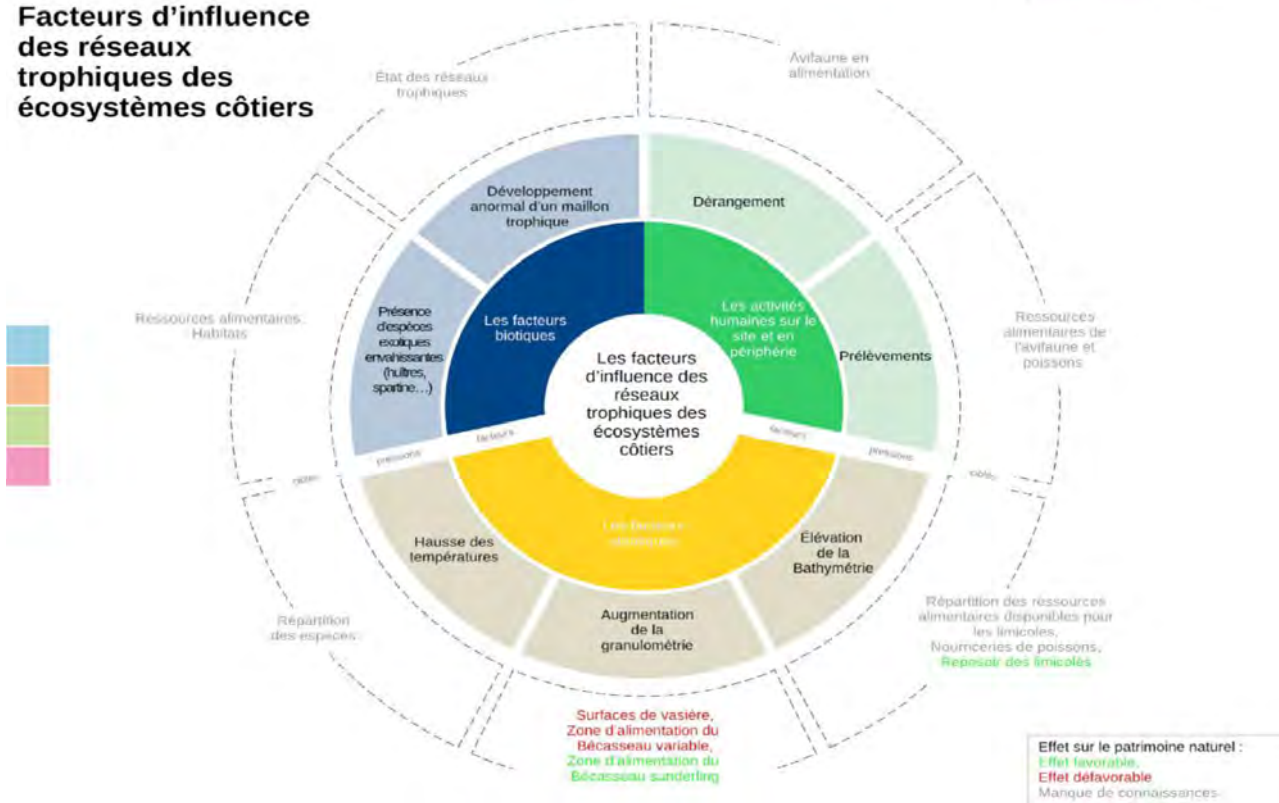 Facteurs d'influence
des réseaux
trophiques des
écosystèmes côtiers
État des réseaux
trophiques
Avifaune en
alimentation
Développement
anormal d'un maillon
trophique
Dérangement
Ressources alimentaires,
Habitats
Présence
d'espèces
exotiques
envahissantes
(huîtres,
spartine…)
Les facteurs
biotiques
Les activités
humaines sur le
site et en
périphérie
Prélèvements
Ressources
alimentaires de
l'avifaune et
poissons
Les facteurs
d'influence des
réseaux
trophiques des
écosystèmes
côtiers
facteurs
facteurs
pressions
pressions
cibles
cibles
Les facteurs
Hausse des
températures
Élévation
de la
Bathymétrie
Augmentation
de la
granulométrie
Répartition
des espèces
Répartition des ressources
alimentaires disponibles pour
les limicoles,
Nourriceries de poissons,
Reposoir des limicoles
Surfaces de vasière,
Zone d'alimentation du
Bécasseau variable,
Zone d'alimentation du
Bécasseau sanderling
Effet sur le patrimoine naturel :
Effet favorable,
Effet défavorable
Manque de connaissances